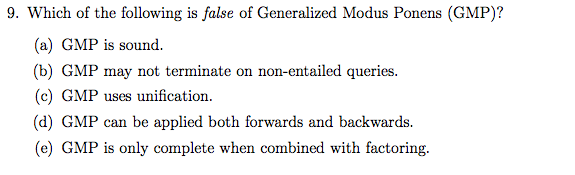 9. Which of the following is false of Generalized Modus Ponens (GMP)?
(a) GMP is sound.
(b) GMP may not terminate on non-entailed queries.
(c) GMP uses unification.
(d) GMP can be applied both forwards and backwards.
(e) GMP is only complete when combined with factoring.